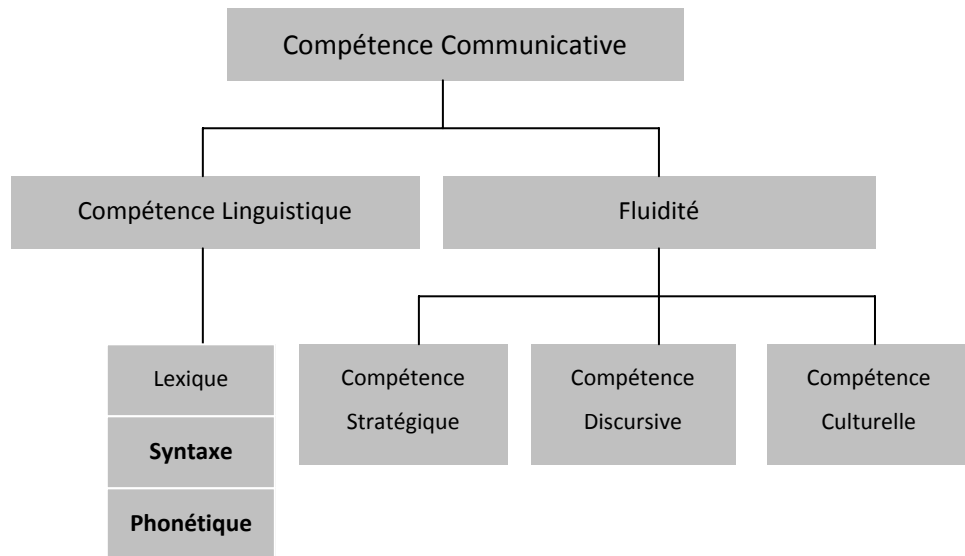 Compétence Communicative
Compétence Linguistique
Fluidité
Lexique
Syntaxe
Phonétique
Compétence
Stratégique
Compétence
Discursive
Compétence
Culturelle